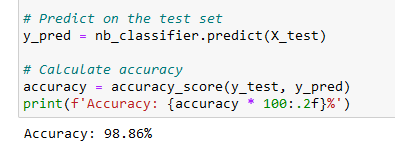 # Predict on the test set
y_pred = nb_classifier.predict(X_test)
# Calculate accuracy
accuracy = accuracy_score(y_test, y_pred)
print(f'Accuracy: {accuracy * 100:.2f}%')
Accuracy: 98.86%